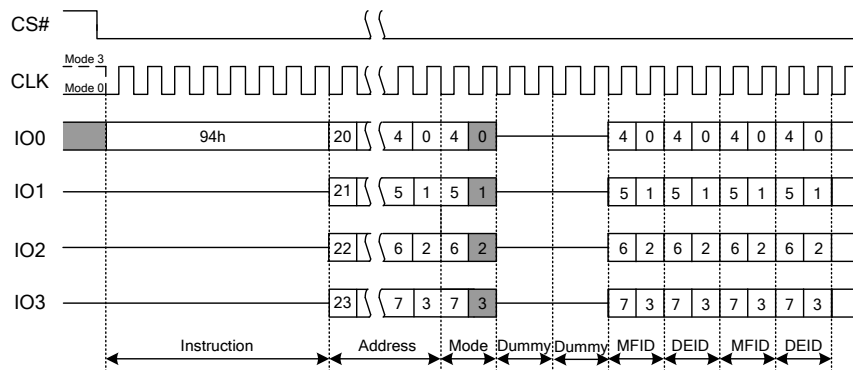 CS#
Mode 3
CLK
Mode 0
IO0 94h 20 4 0 4 0 4 0 4 0 4 0 4 0
IO1 21 5 1 5 1 5 1 5 1 5 1 5 1
IO2 22 6 2 6 2 6 2 6 2 6 2 6 2
IO3 23 7 3 7 3 7 3 7 3 7 3 7 3
Instruction Address Mode Dummy Dummy MFID DEID MFID DEID